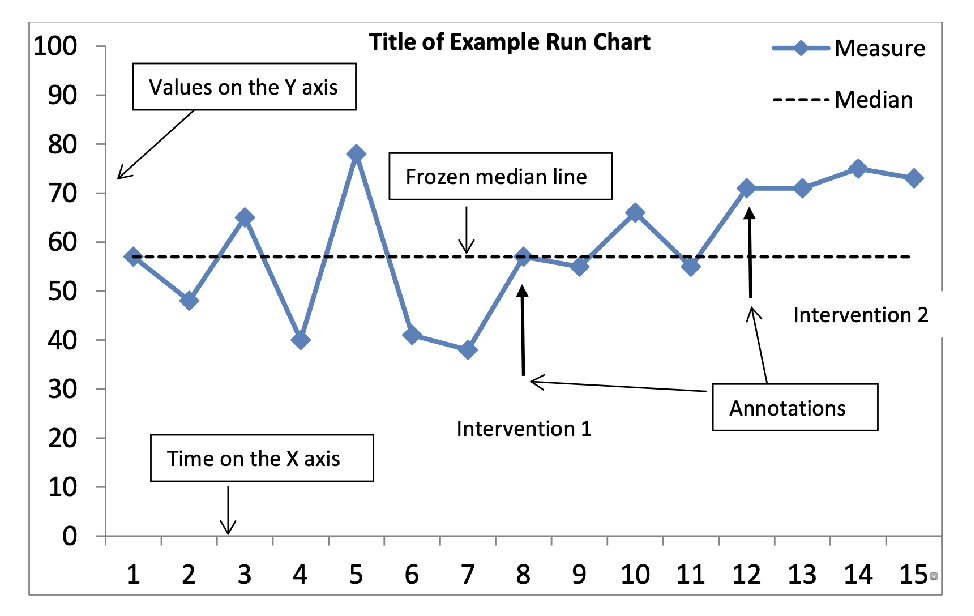 Title of Example Run Chart
Measure
Median
Values on the Y axis
Frozen median line
Intervention 2
Annotations
Intervention 1
Time on the X axis
100
90
80
70
60
50
40
30
20
10
0
1 2 3 4 5 6 7 8 9 10 11 12 13 14 15